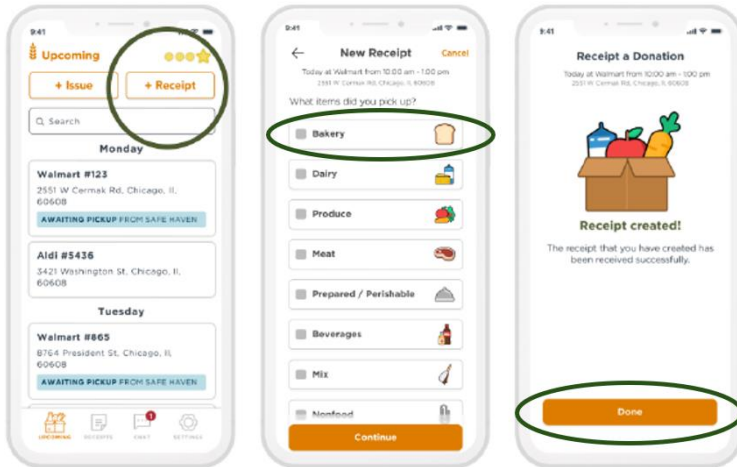 9:41
Upcoming
+ Issue
+ Receipt
Search
Monday
Walmart #123
2551 W Cermak Rd, Chicago, IL
60608
AWAITING PICKUP FROM SAFE HAVEN
Aldi #5436
3421 Washington St, Chicago, IL
60608
Tuesday
Walmart #865
8764 President St, Chicago, IL
60608
AWAITING PICKUP FROM SAFE HAVEN
UPCOMING
RECEIPTS
CHAT
1
SETTINGS
9:41
New Receipt
Cancel
Today at Walmart from 10:00 am - 1:00 pm
2551 W Cermak Rd, Chicago, IL 60608
What items did you pick up?
Bakery
Dairy
Produce
Meat
Prepared / Perishable
Beverages
Mix
Nonfood
Continue
9:41
Receipt a Donation
Today at Walmart from 10:00 am - 1:00 pm
2551 W Cermak Rd, Chicago, IL 60608
Receipt created!
The receipt that you have created has
been received successfully.
Done